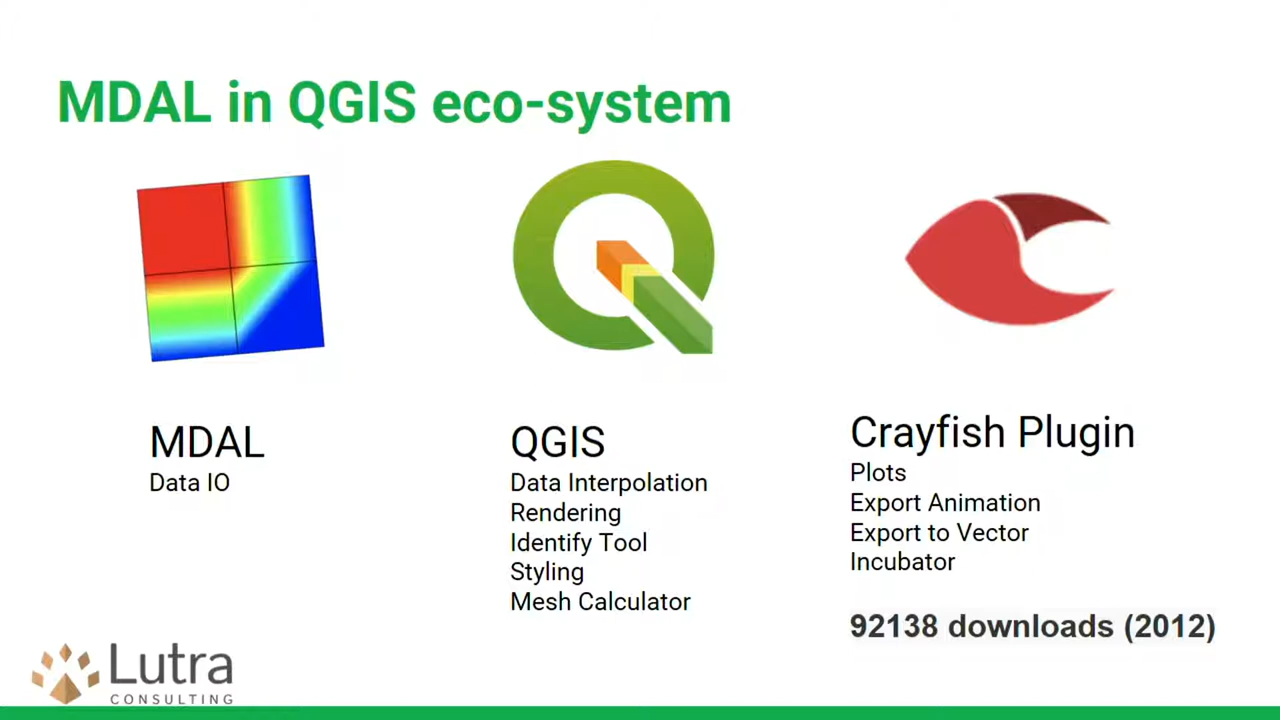 MDAL in QGIS eco-system
MDAL
Data IO
QGIS
Data Interpolation
Rendering
Identify Tool
Styling
Mesh Calculator
Crayfish Plugin
Plots
Export Animation
Export to Vector
Incubator
92138 downloads (2012)
Lutra
CONSULTING